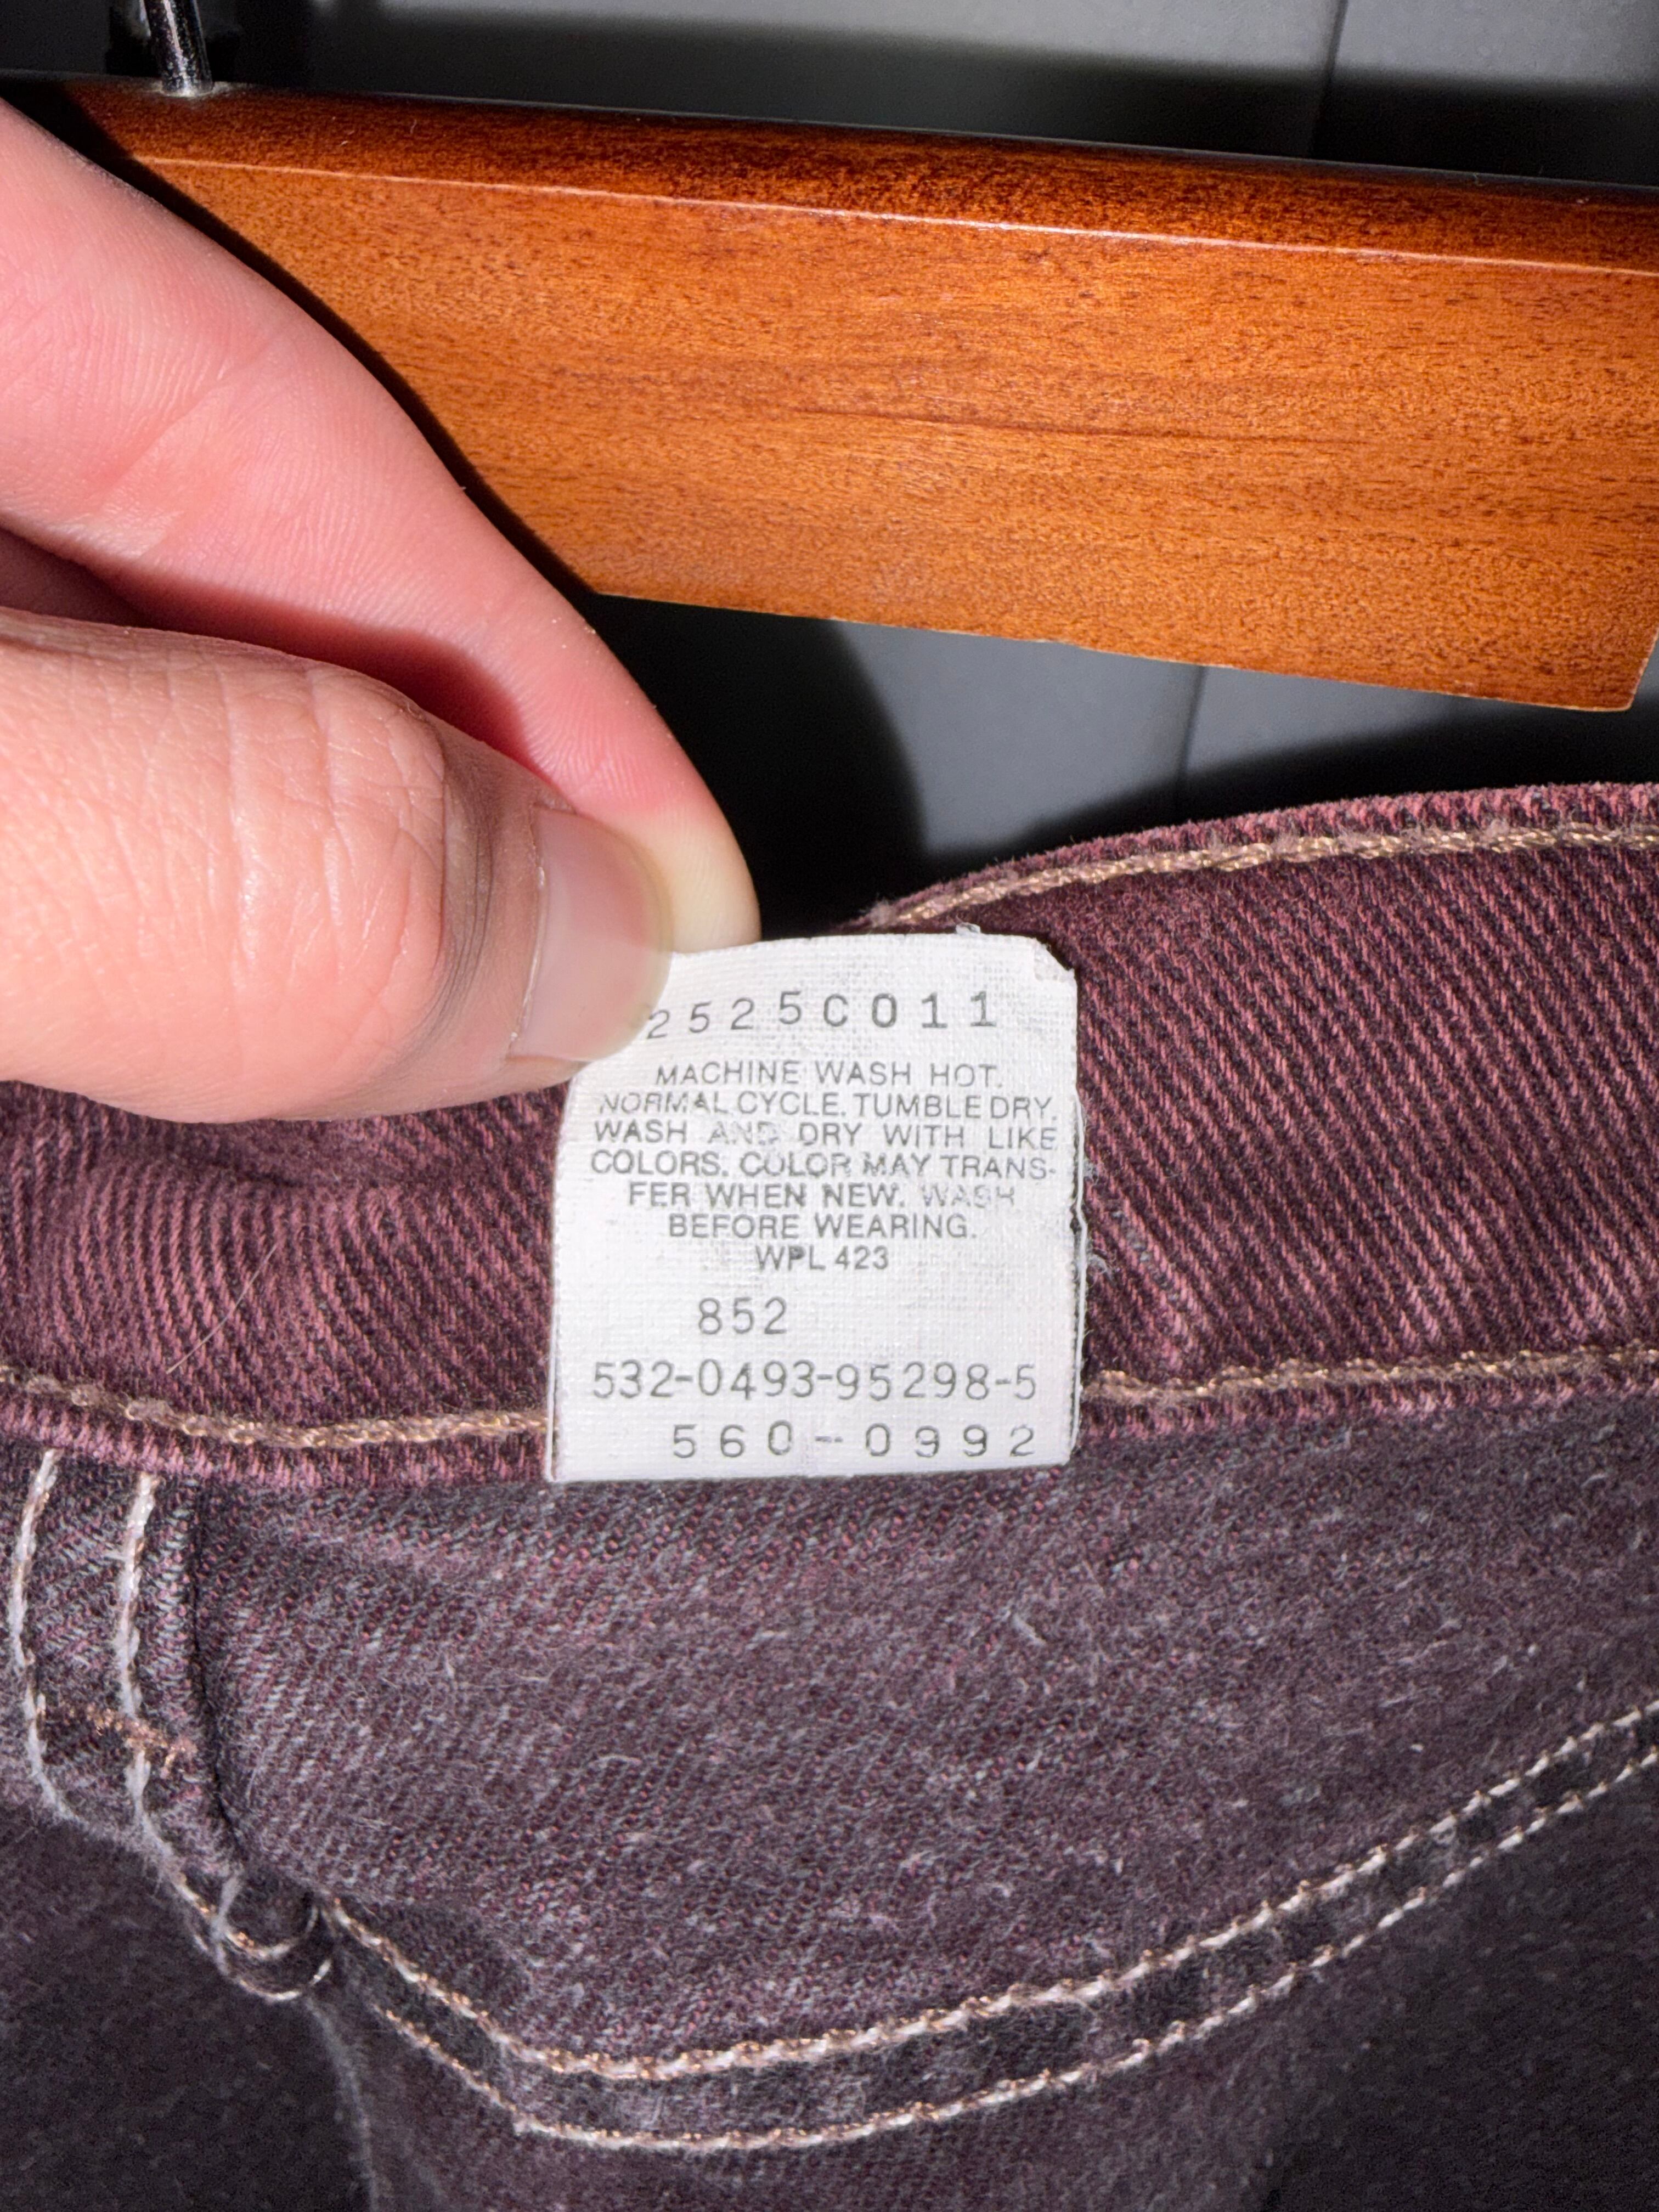 2525C011
MACHINE WASH HOT.
NORMAL CYCLE. TUMBLE DRY.
WASH AND DRY WITH LIKE
COLORS. COLOR MAY TRANS-
FER WHEN NEW. WASH
BEFORE WEARING.
WPL 423
852
532-0493-95298-5
560-0992